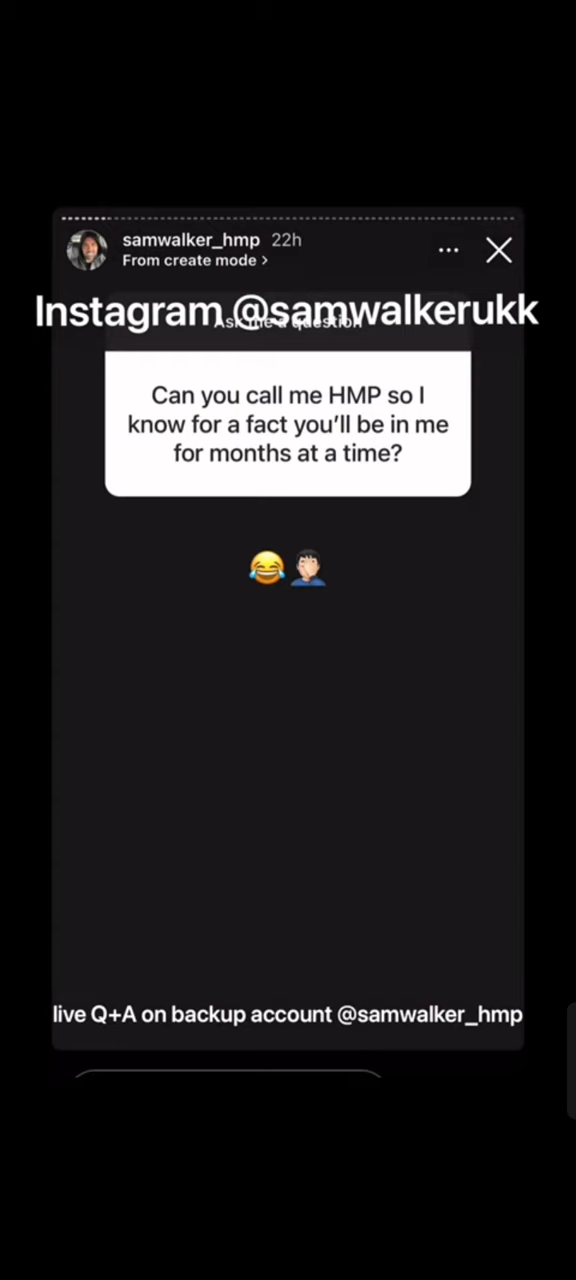 samwalker_hmp 22h
From create mode >
Instagram @samwalkerukk
Ask me a question
Can you call me HMP so I
know for a fact you’ll be in me
for months at a time?
😂🤦🏻‍♂️
live Q+A on backup account @samwalker_hmp